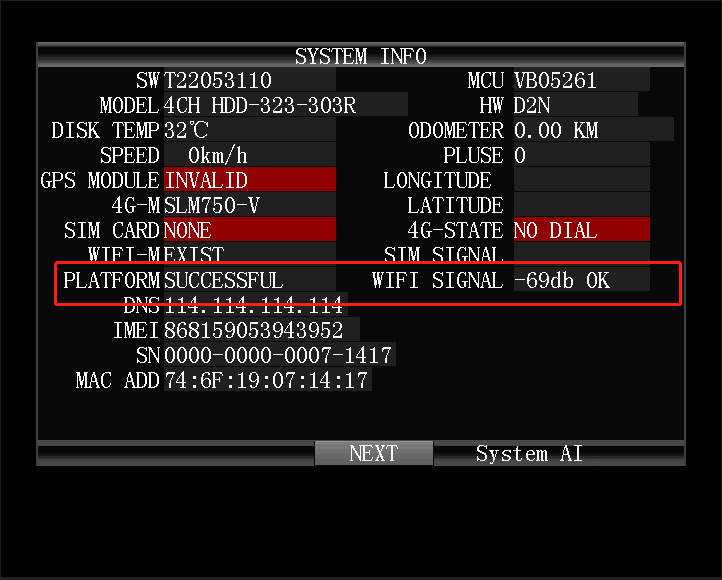 SYSTEM INFO
SW T22053110 MCU VB05261
MODEL 4CH HDD-323-303R HW D2N
DISK TEMP 32℃ ODOMETER 0.00 KM
SPEED 0km/h PLUSE 0
GPS MODULE INVALID LONGITUDE
4G-M SLM750-V LATITUDE
SIM CARD NONE 4G-STATE NO DIAL
WIFI-M EXIST SIM SIGNAL
PLATFORM SUCCESSFUL WIFI SIGNAL -69db OK
DNS 114.114.114.114
IMEI 868159053943952
SN 0000-0000-0007-1417
MAC ADD 74:6F:19:07:14:17
NEXT System AI